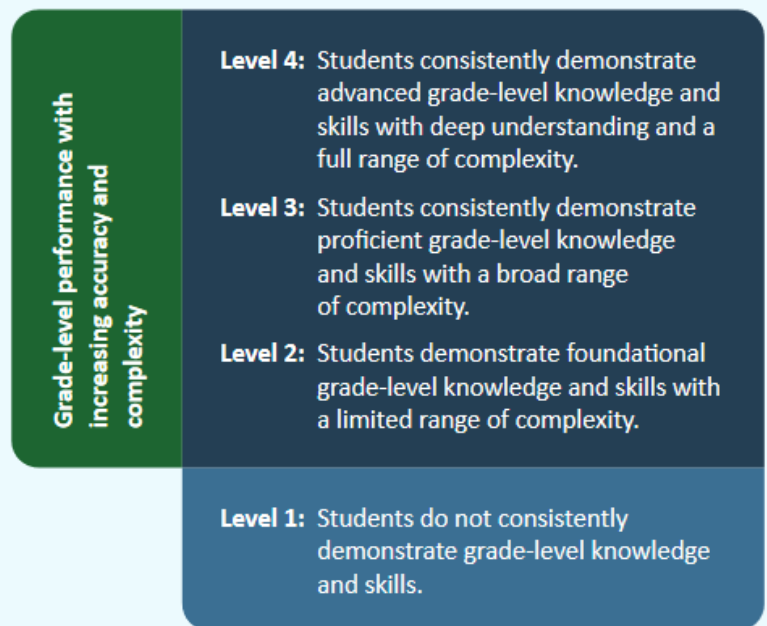 Grade-level performance with
increasing accuracy and
complexity
Level 4: Students consistently demonstrate
advanced grade-level knowledge and
skills with deep understanding and a
full range of complexity.
Level 3: Students consistently demonstrate
proficient grade-level knowledge
and skills with a broad range
of complexity.
Level 2: Students demonstrate foundational
grade-level knowledge and skills with
a limited range of complexity.
Level 1: Students do not consistently
demonstrate grade-level knowledge
and skills.